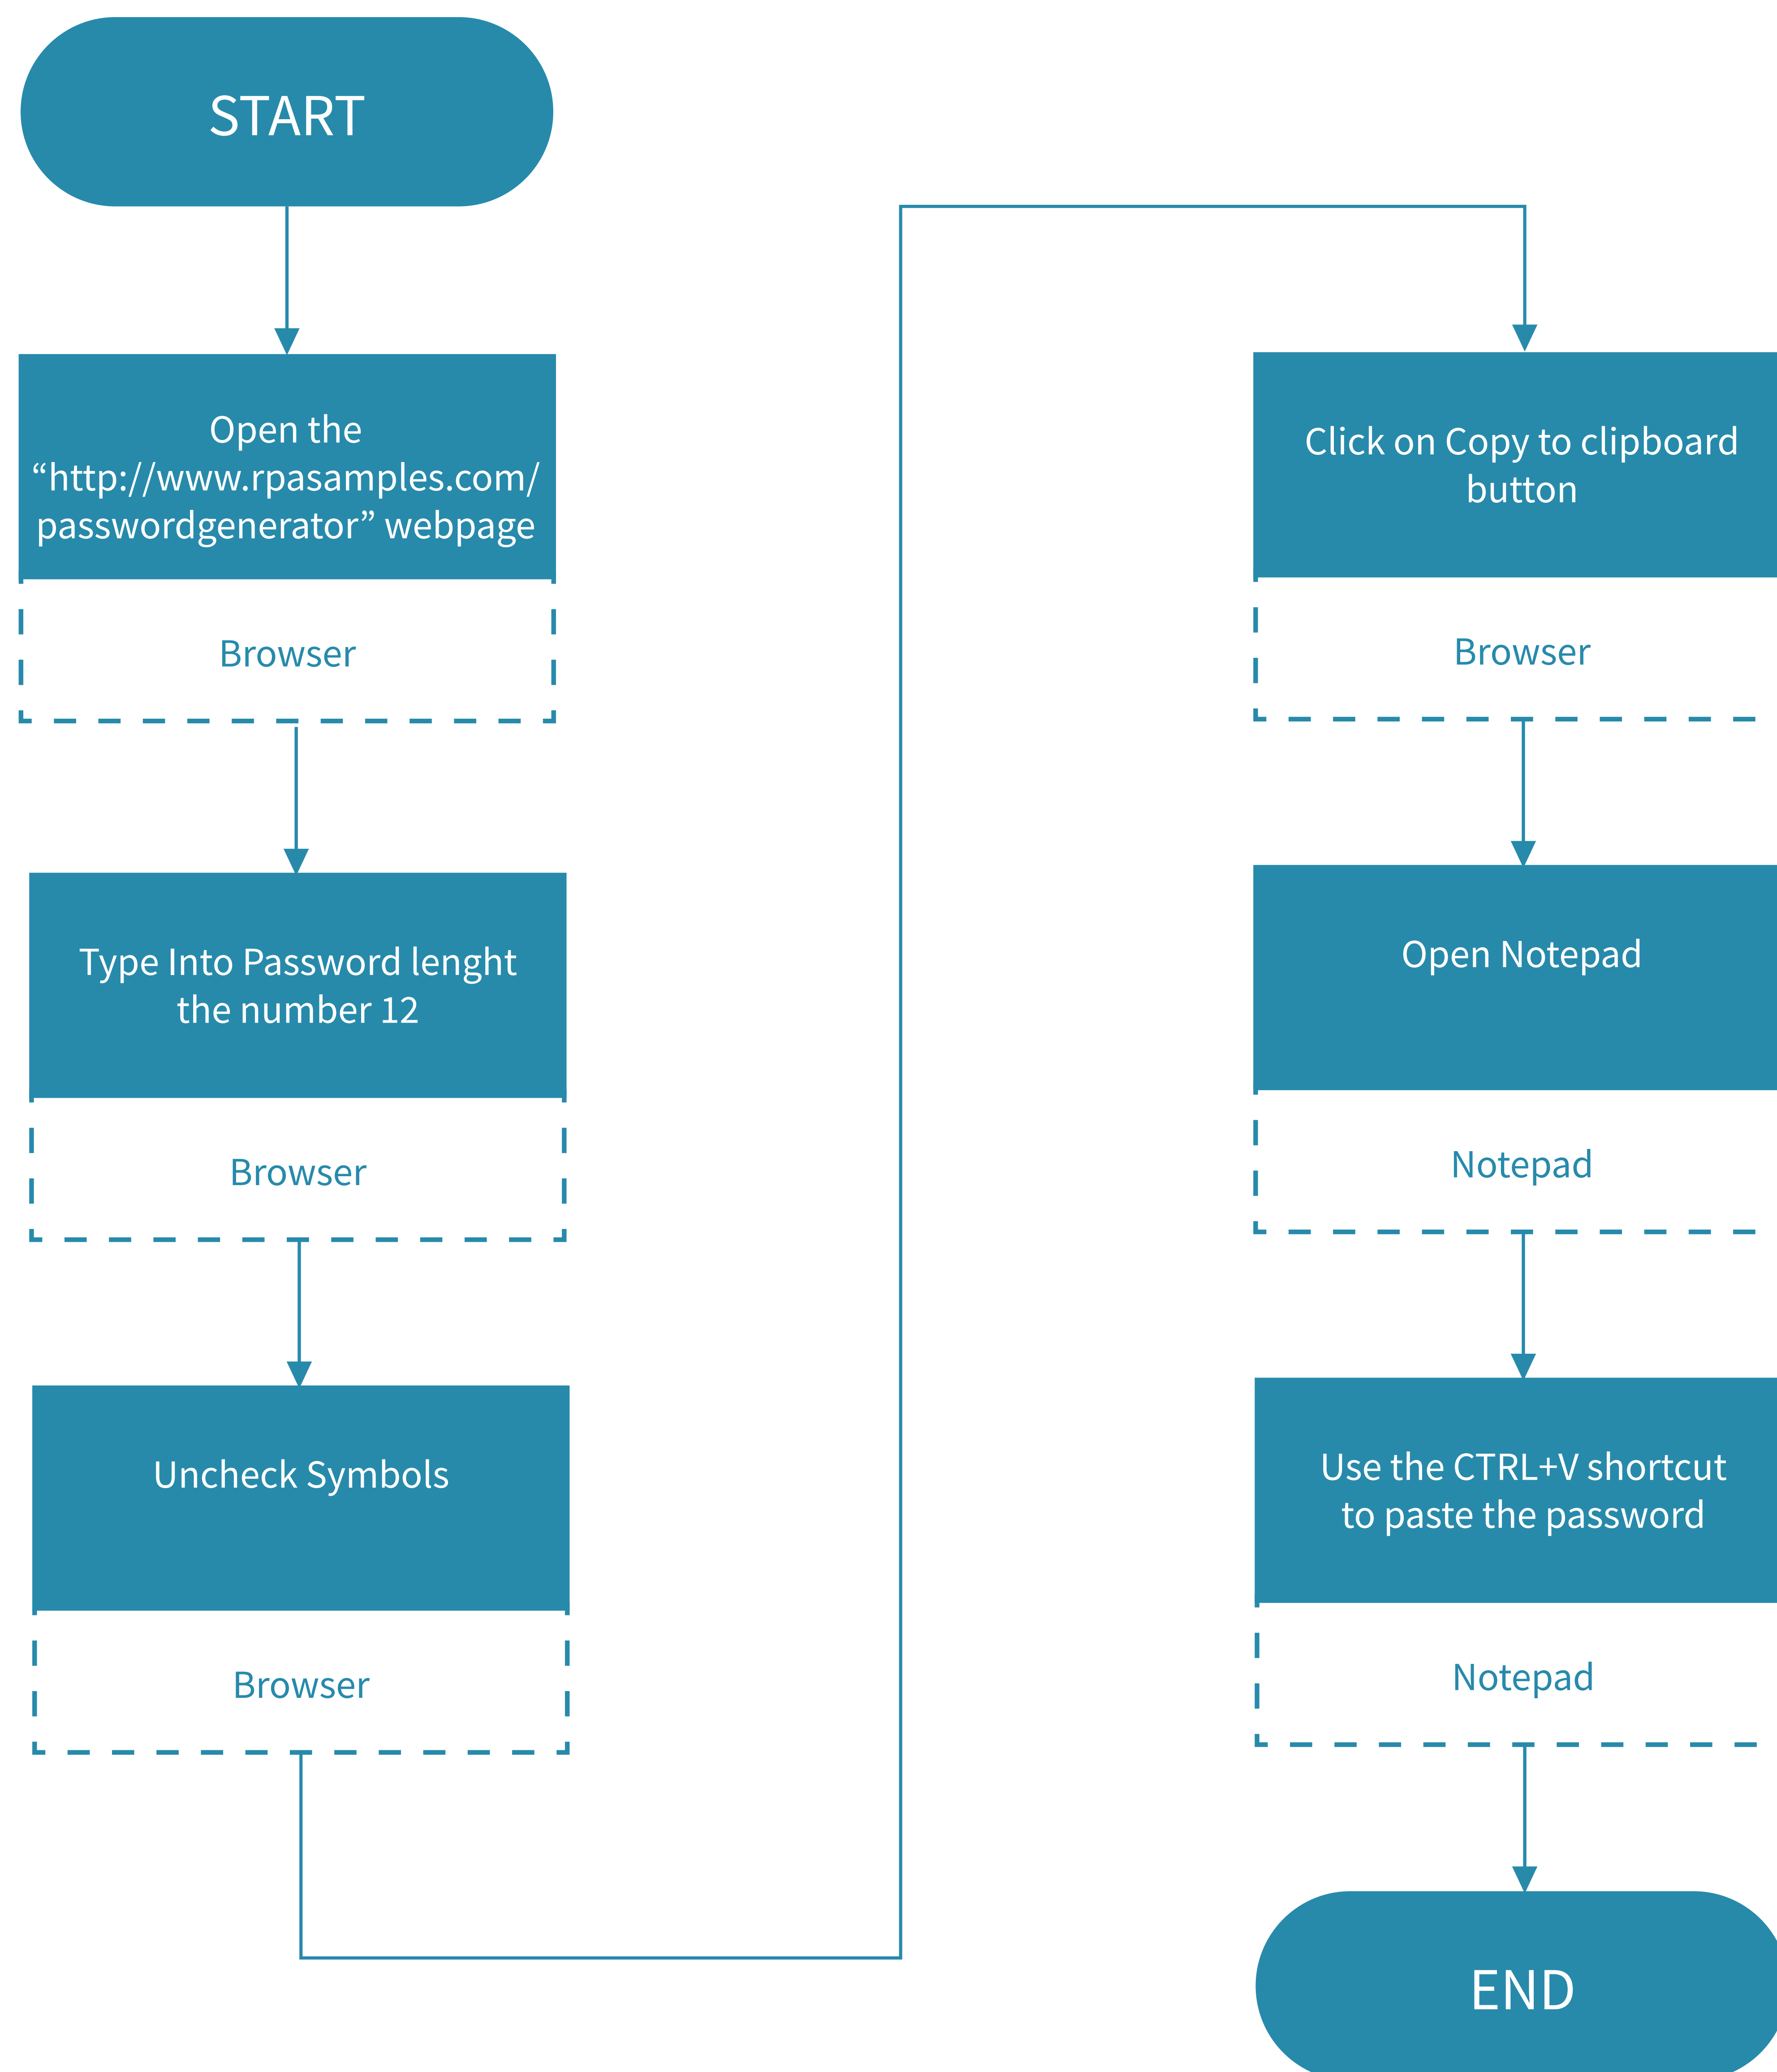 START
Open the
“http://www.rpasamples.com/
passwordgenerator” webpage
Browser
Type Into Password lenght
the number 12
Browser
Uncheck Symbols
Browser
Click on Copy to clipboard
button
Browser
Open Notepad
Notepad
Use the CTRL+V shortcut
to paste the password
Notepad
END